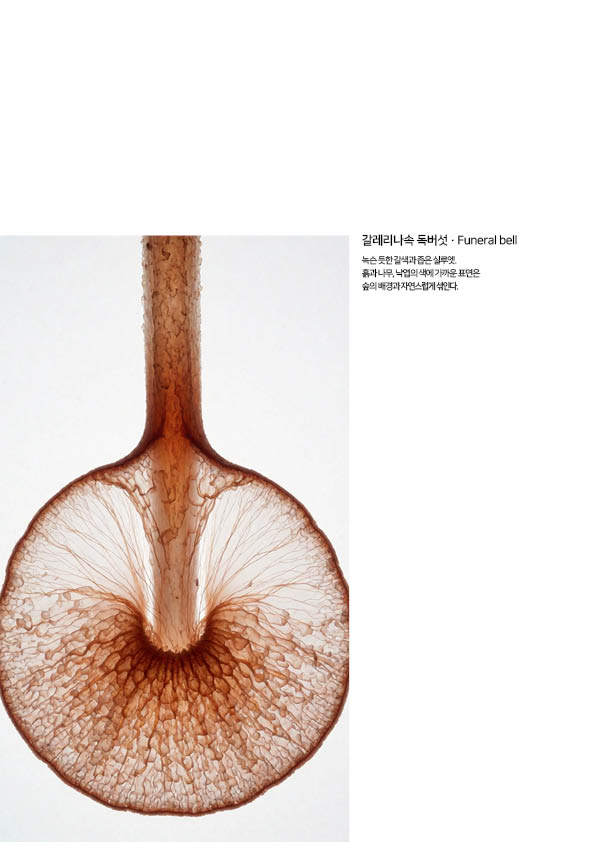 갈레리나속 독버섯 · Funeral bell
녹슨 듯한 갈색과 좁은 실루엣.
흙과 나무, 낙엽의 색에 가까운 표면은
숲의 배경과 자연스럽게 섞인다.